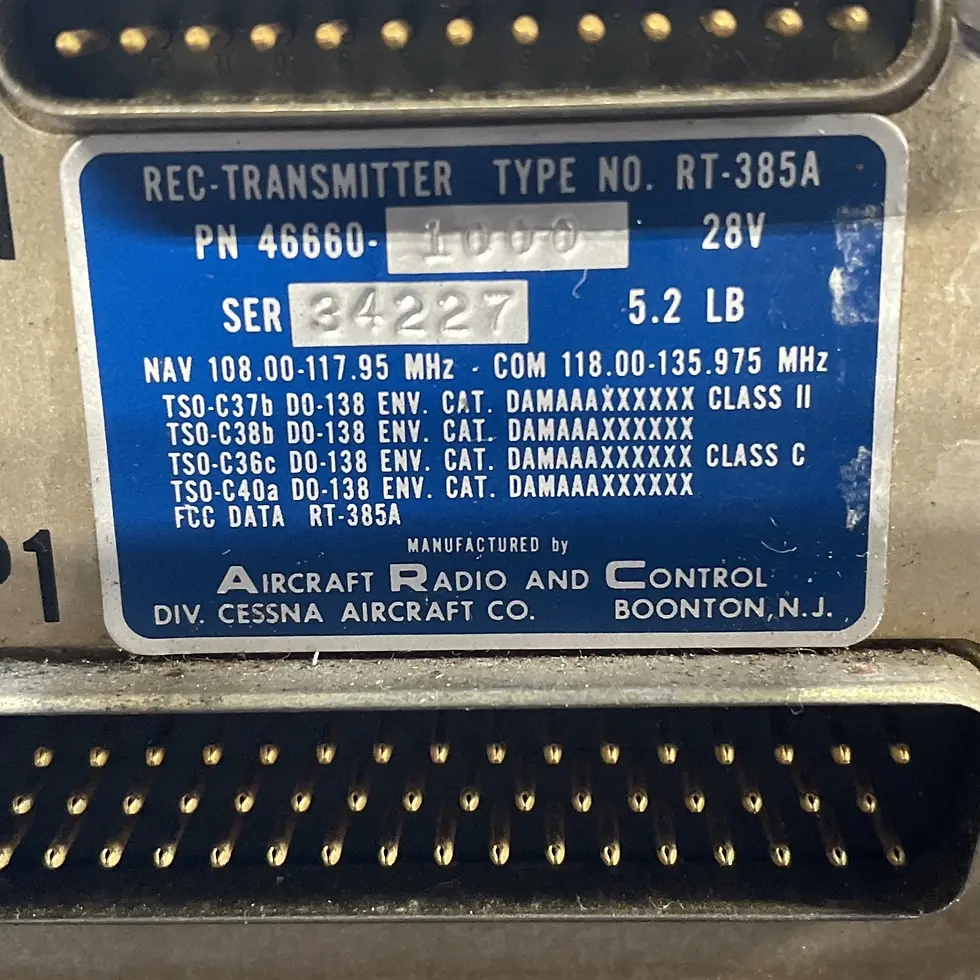 REC-TRANSMITTER TYPE NO. RT-385A
PN 46660- 1000 28V
SER 34227 5.2 LB
NAV 108.00-117.95 MHz - COM 118.00-135.975 MHz
TSO-C37b DO-138 ENV. CAT. DAMAAAXXXXXX CLASS II
TSO-C38b DO-138 ENV. CAT. DAMAAAXXXXXX
TSO-C36c DO-138 ENV. CAT. DAMAAAXXXXXX CLASS C
TSO-C40a DO-138 ENV. CAT. DAMAAAXXXXXX
FCC DATA RT-385A
MANUFACTURED by
AIRCRAFT RADIO AND CONTROL
DIV. CESSNA AIRCRAFT CO. BOONTON, N.J.
P1